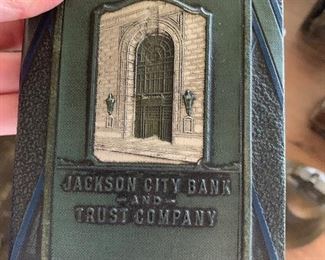 JACKSON CITY BANK
- AND -
TRUST COMPANY